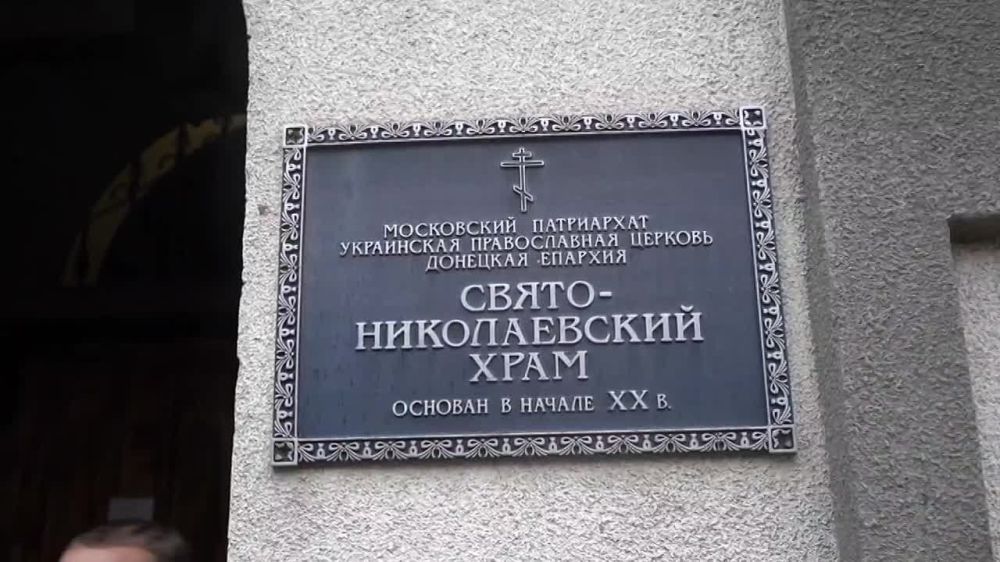 МОСКОВСКИЙ ПАТРИАРХАТ
УКРАИНСКАЯ ПРАВОСЛАВНАЯ ЦЕРКОВЬ
ДОНЕЦКАЯ ЕПАРХИЯ
СВЯТО-
НИКОЛАЕВСКИЙ
ХРАМ
ОСНОВАН В НАЧАЛЕ XX В.